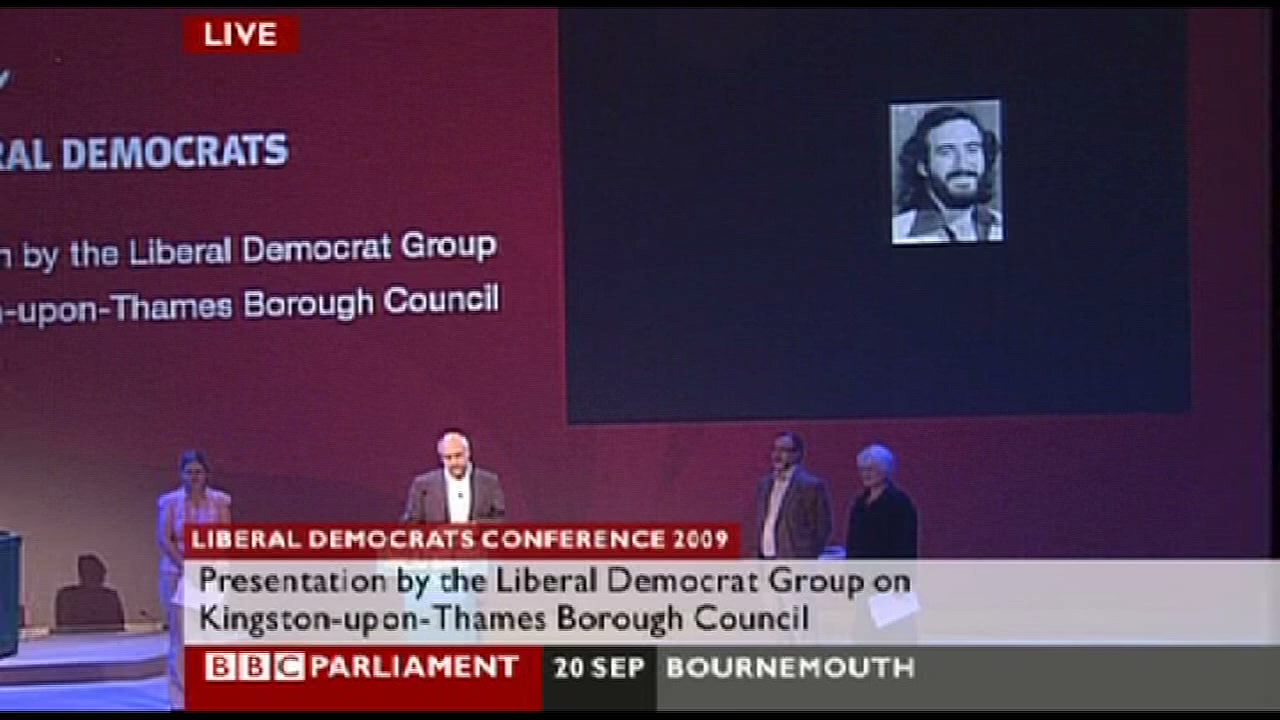 LIVE
RAL DEMOCRATS
n by the Liberal Democrat Group
n-upon-Thames Borough Council
LIBERAL DEMOCRATS CONFERENCE 2009
Presentation by the Liberal Democrat Group on
Kingston-upon-Thames Borough Council
BBC PARLIAMENT 20 SEP BOURNEMOUTH